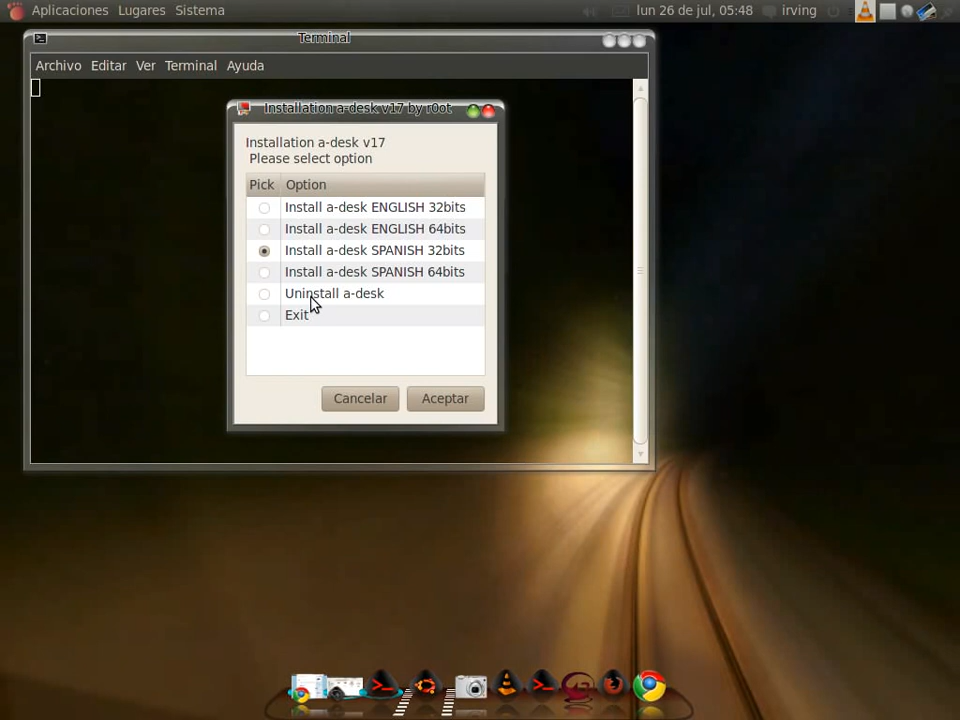 Aplicaciones Lugares Sistema lun 26 de jul, 05:48 irving
Terminal
Archivo Editar Ver Terminal Ayuda
Installation a-desk v17 by r0ot
Installation a-desk v17
Please select option
Pick Option
Install a-desk ENGLISH 32bits
Install a-desk ENGLISH 64bits
Install a-desk SPANISH 32bits
Install a-desk SPANISH 64bits
Uninstall a-desk
Exit
Cancelar Aceptar